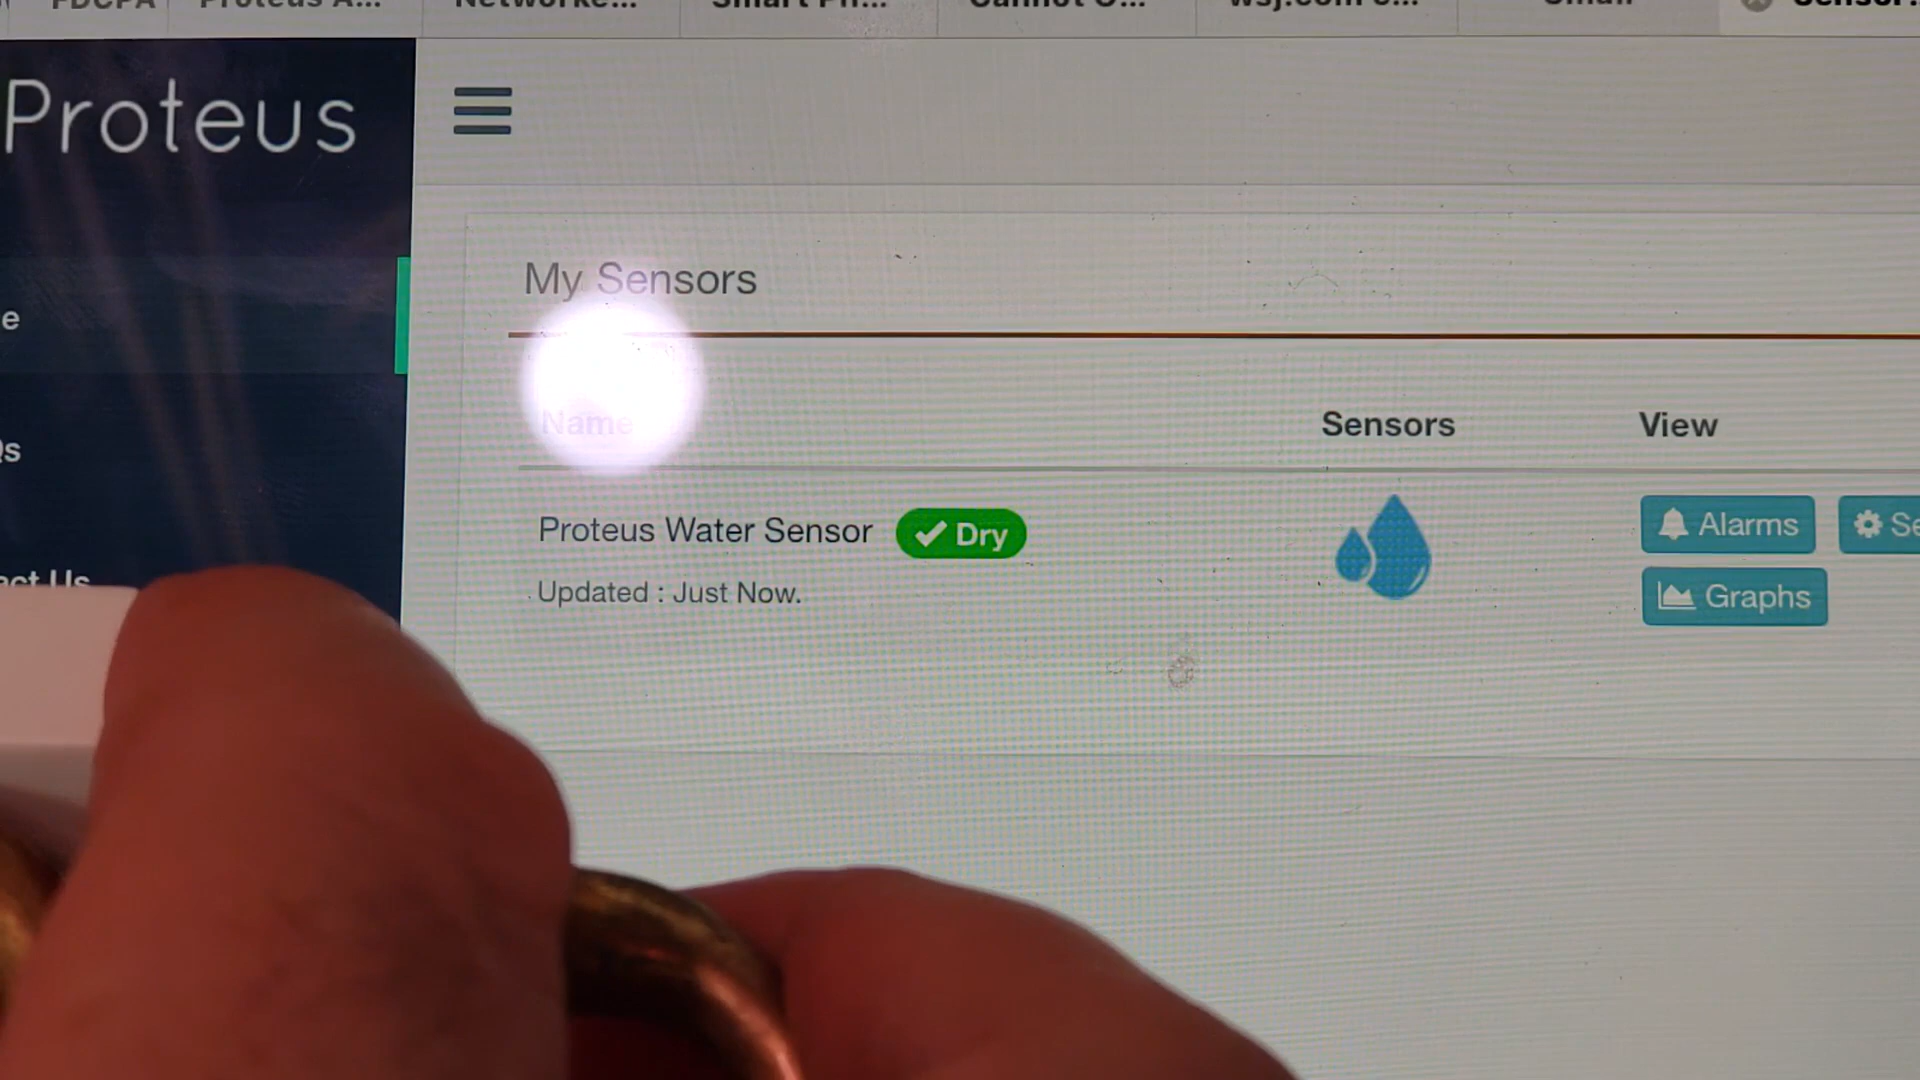 Proteus
My Sensors
Name
Sensors
View
Proteus Water Sensor
Dry
Alarms
Updated : Just Now.
Graphs